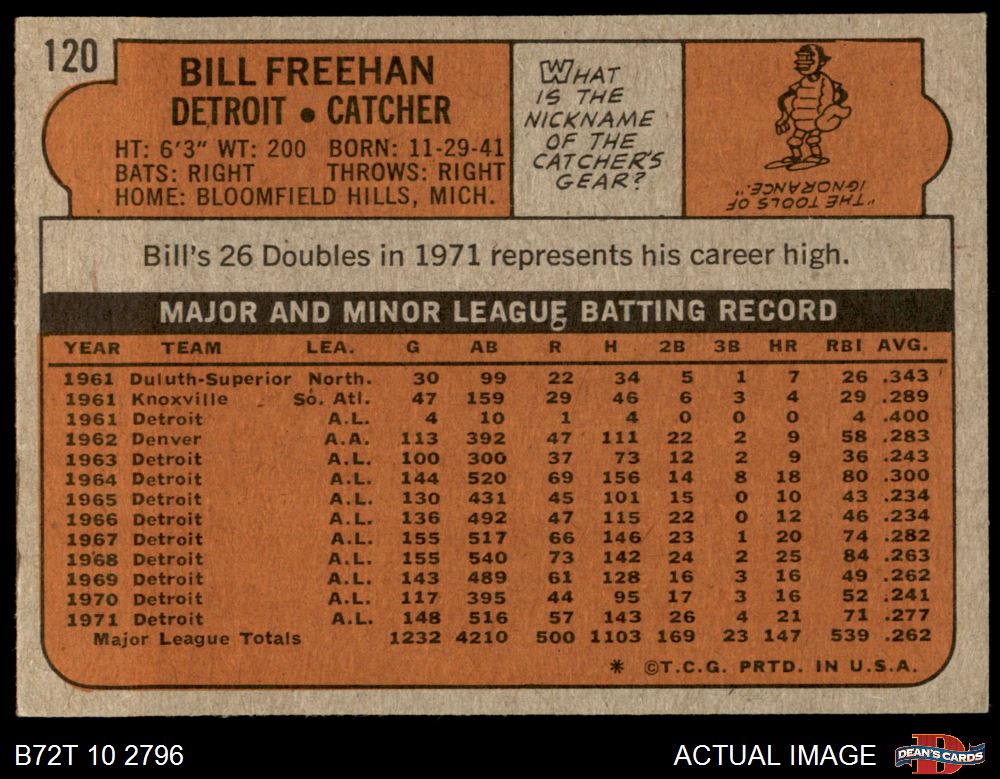 120
BILL FREEHAN
DETROIT • CATCHER
HT: 6'3" WT: 200 BORN: 11-29-41
BATS: RIGHT THROWS: RIGHT
HOME: BLOOMFIELD HILLS, MICH.
WHAT
IS THE
NICKNAME
OF THE
CATCHER'S
GEAR?
"THE TOOLS OF
IGNORANCE."
Bill's 26 Doubles in 1971 represents his career high.
MAJOR AND MINOR LEAGUE BATTING RECORD
YEAR TEAM LEA. G AB R H 2B 3B HR RBI AVG.
1961 Duluth-Superior North. 30 99 22 34 5 1 7 26 .343
1961 Knoxville So. Atl. 47 159 29 46 6 3 4 29 .289
1961 Detroit A.L. 4 10 1 4 0 0 0 4 .400
1962 Denver A.A. 113 392 47 111 22 2 9 58 .283
1963 Detroit A.L. 100 300 37 73 12 2 9 36 .243
1964 Detroit A.L. 144 520 69 156 14 8 18 80 .300
1965 Detroit A.L. 130 431 45 101 15 0 10 43 .234
1966 Detroit A.L. 136 492 47 115 22 0 12 46 .234
1967 Detroit A.L. 155 517 66 146 23 1 20 74 .282
1968 Detroit A.L. 155 540 73 142 24 2 25 84 .263
1969 Detroit A.L. 143 489 61 128 16 3 16 49 .262
1970 Detroit A.L. 117 395 44 95 17 3 16 52 .241
1971 Detroit A.L. 148 516 57 143 26 4 21 71 .277
Major League Totals 1232 4210 500 1103 169 23 147 539 .262
* ©T.C.G. PRTD. IN U.S.A.
B72T 10 2796
ACTUAL IMAGE
DEAN'S CARDS